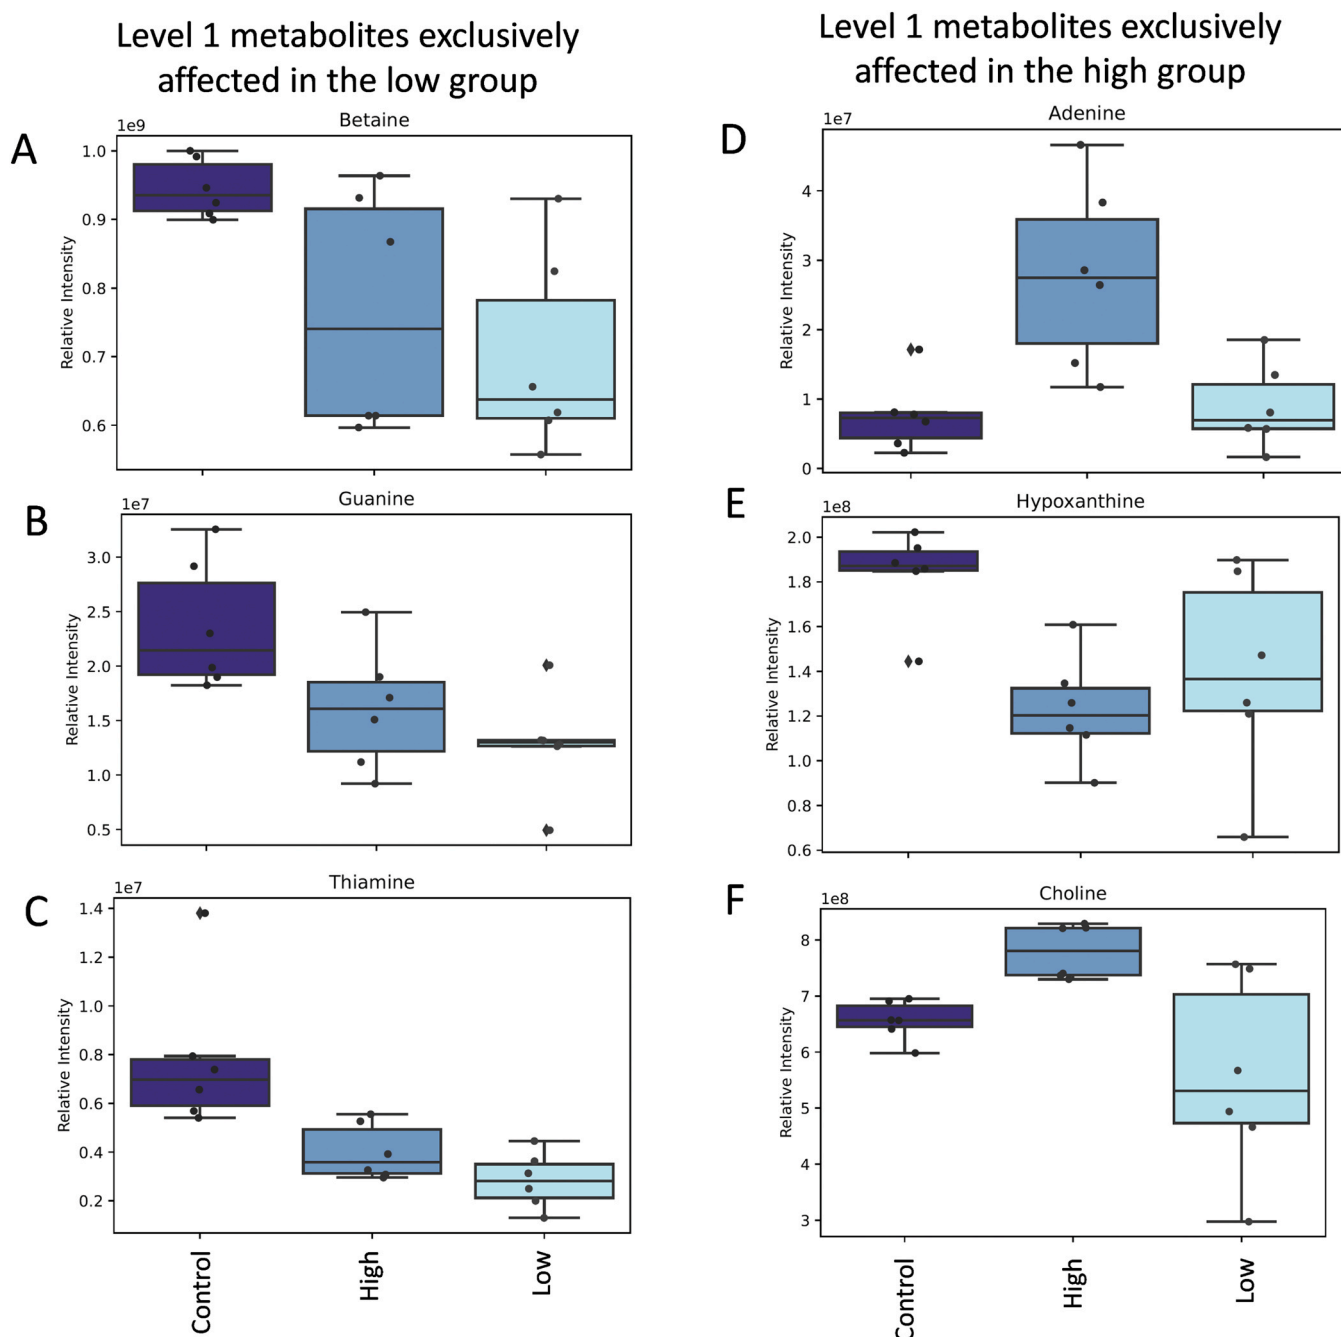 Level 1 metabolites exclusively
affected in the low group
A
1e9
Betaine
1.0
0.9
0.8
0.7
0.6
Relative Intensity
B
1e7
Guanine
3.0
2.5
2.0
1.5
1.0
0.5
Relative Intensity
C
1e7
Thiamine
1.4
1.2
1.0
0.8
0.6
0.4
0.2
Relative Intensity
Control
High
Low
Level 1 metabolites exclusively
affected in the high group
D
1e7
Adenine
4
3
2
1
0
Relative Intensity
E
1e8
Hypoxanthine
2.0
1.8
1.6
1.4
1.2
1.0
0.8
0.6
Relative Intensity
F
1e8
Choline
8
7
6
5
4
3
Relative Intensity
Control
High
Low